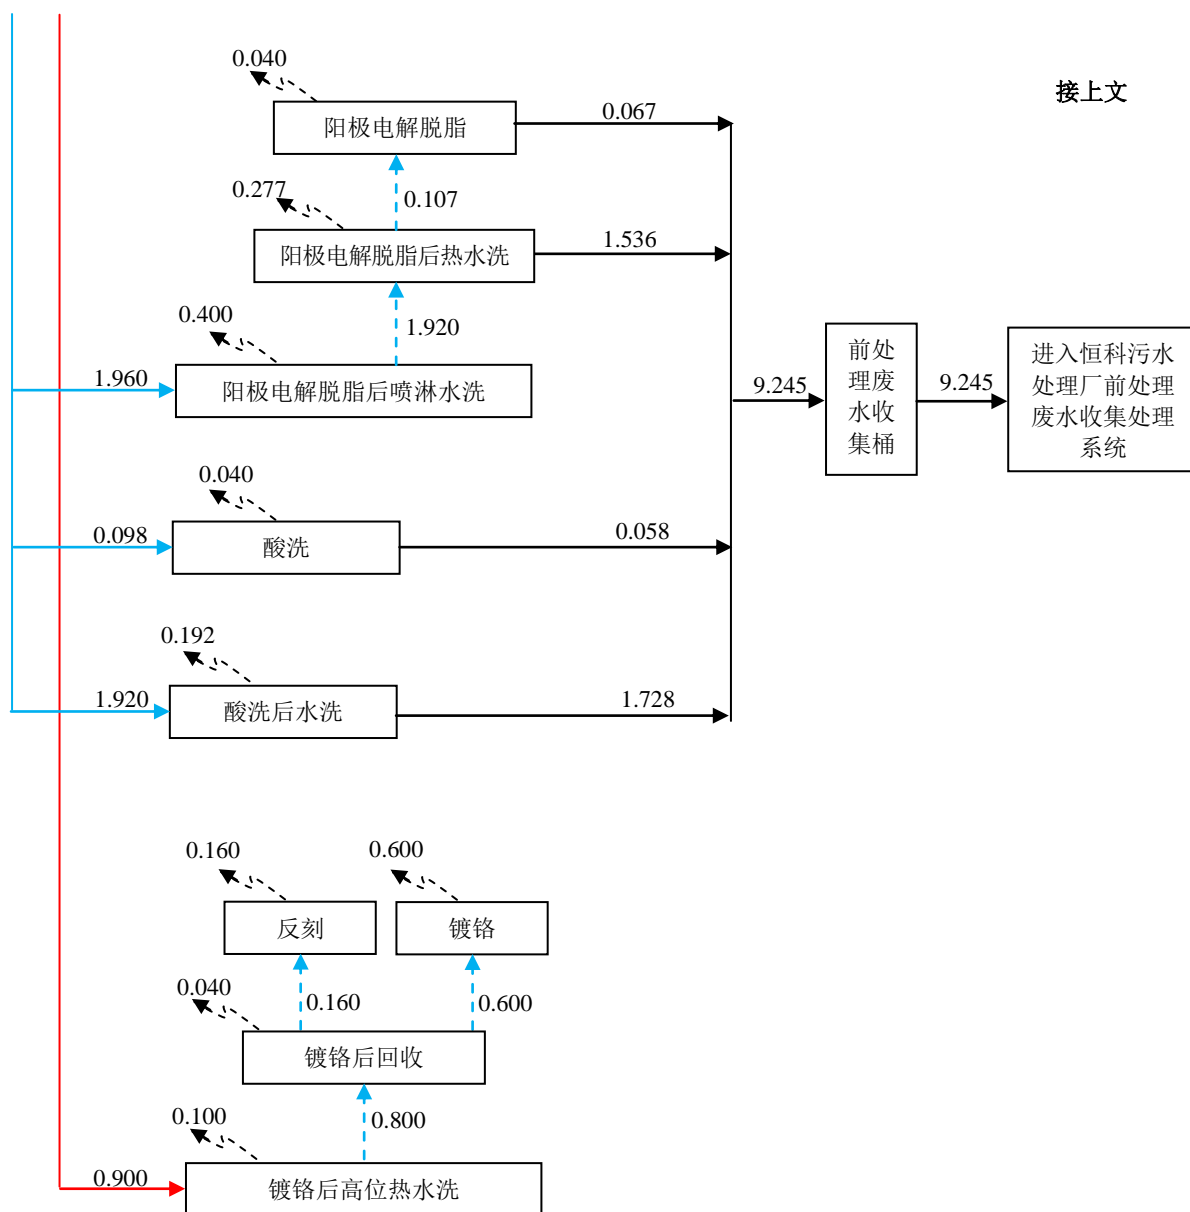 接上文
0.040
阳极电解脱脂
0.067
0.107
0.277
阳极电解脱脂后热水洗
1.536
1.920
0.400
1.960
阳极电解脱脂后喷淋水洗
9.245
前处
理废
水收
集桶
9.245
进入恒科污水
处理厂前处理
废水收集处理
系统
0.040
0.098
酸洗
0.058
0.192
1.920
酸洗后水洗
1.728
0.160
反刻
0.600
镀铬
0.160
0.600
0.040
镀铬后回收
0.800
0.100
0.900
镀铬后高位热水洗